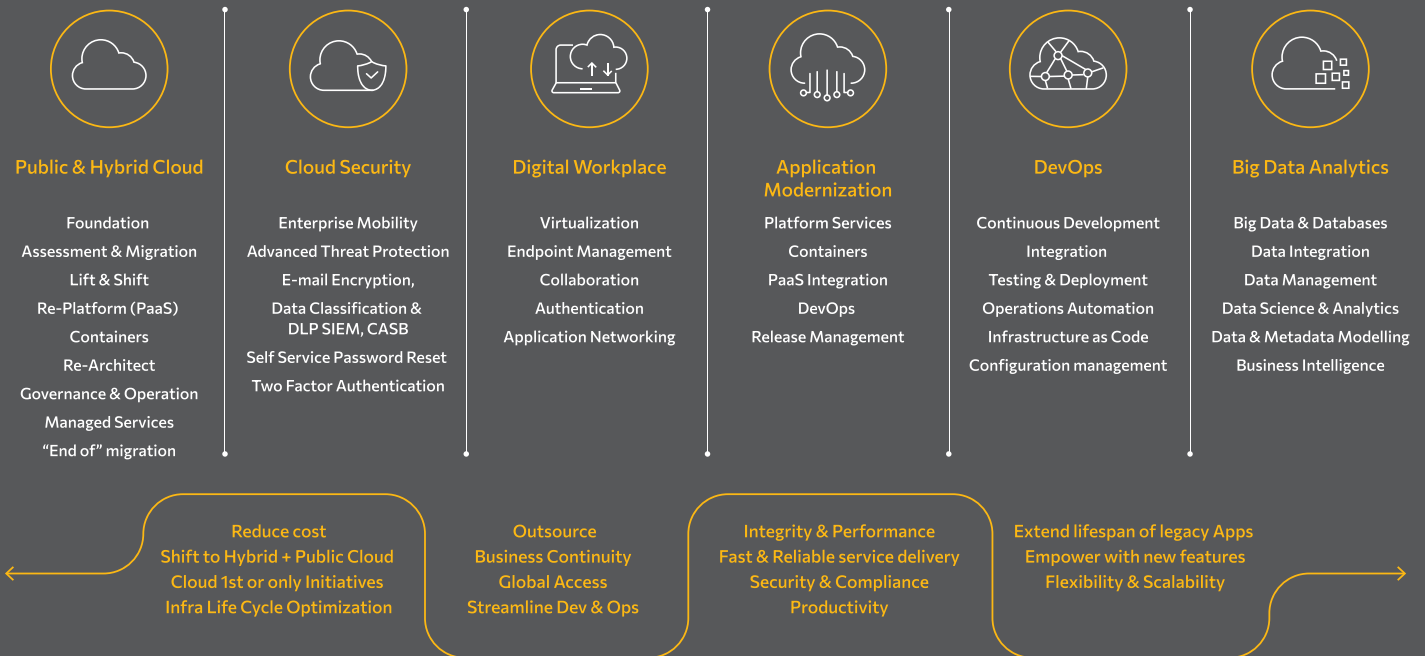 Public & Hybrid Cloud
Foundation
Assessment & Migration
Lift & Shift
Re-Platform (PaaS)
Containers
Re-Architect
Governance & Operation
Managed Services
“End of” migration
Cloud Security
Enterprise Mobility
Advanced Threat Protection
E-mail Encryption,
Data Classification &
DLP SIEM, CASB
Self Service Password Reset
Two Factor Authentication
Digital Workplace
Virtualization
Endpoint Management
Collaboration
Authentication
Application Networking
Application
Modernization
Platform Services
Containers
PaaS Integration
DevOps
Release Management
DevOps
Continuous Development
Integration
Testing & Deployment
Operations Automation
Infrastructure as Code
Configuration management
Big Data Analytics
Big Data & Databases
Data Integration
Data Management
Data Science & Analytics
Data & Metadata Modelling
Business Intelligence
Reduce cost
Shift to Hybrid + Public Cloud
Cloud 1st or only Initiatives
Infra Life Cycle Optimization
Outsource
Business Continuity
Global Access
Streamline Dev & Ops
Integrity & Performance
Fast & Reliable service delivery
Security & Compliance
Productivity
Extend lifespan of legacy Apps
Empower with new features
Flexibility & Scalability